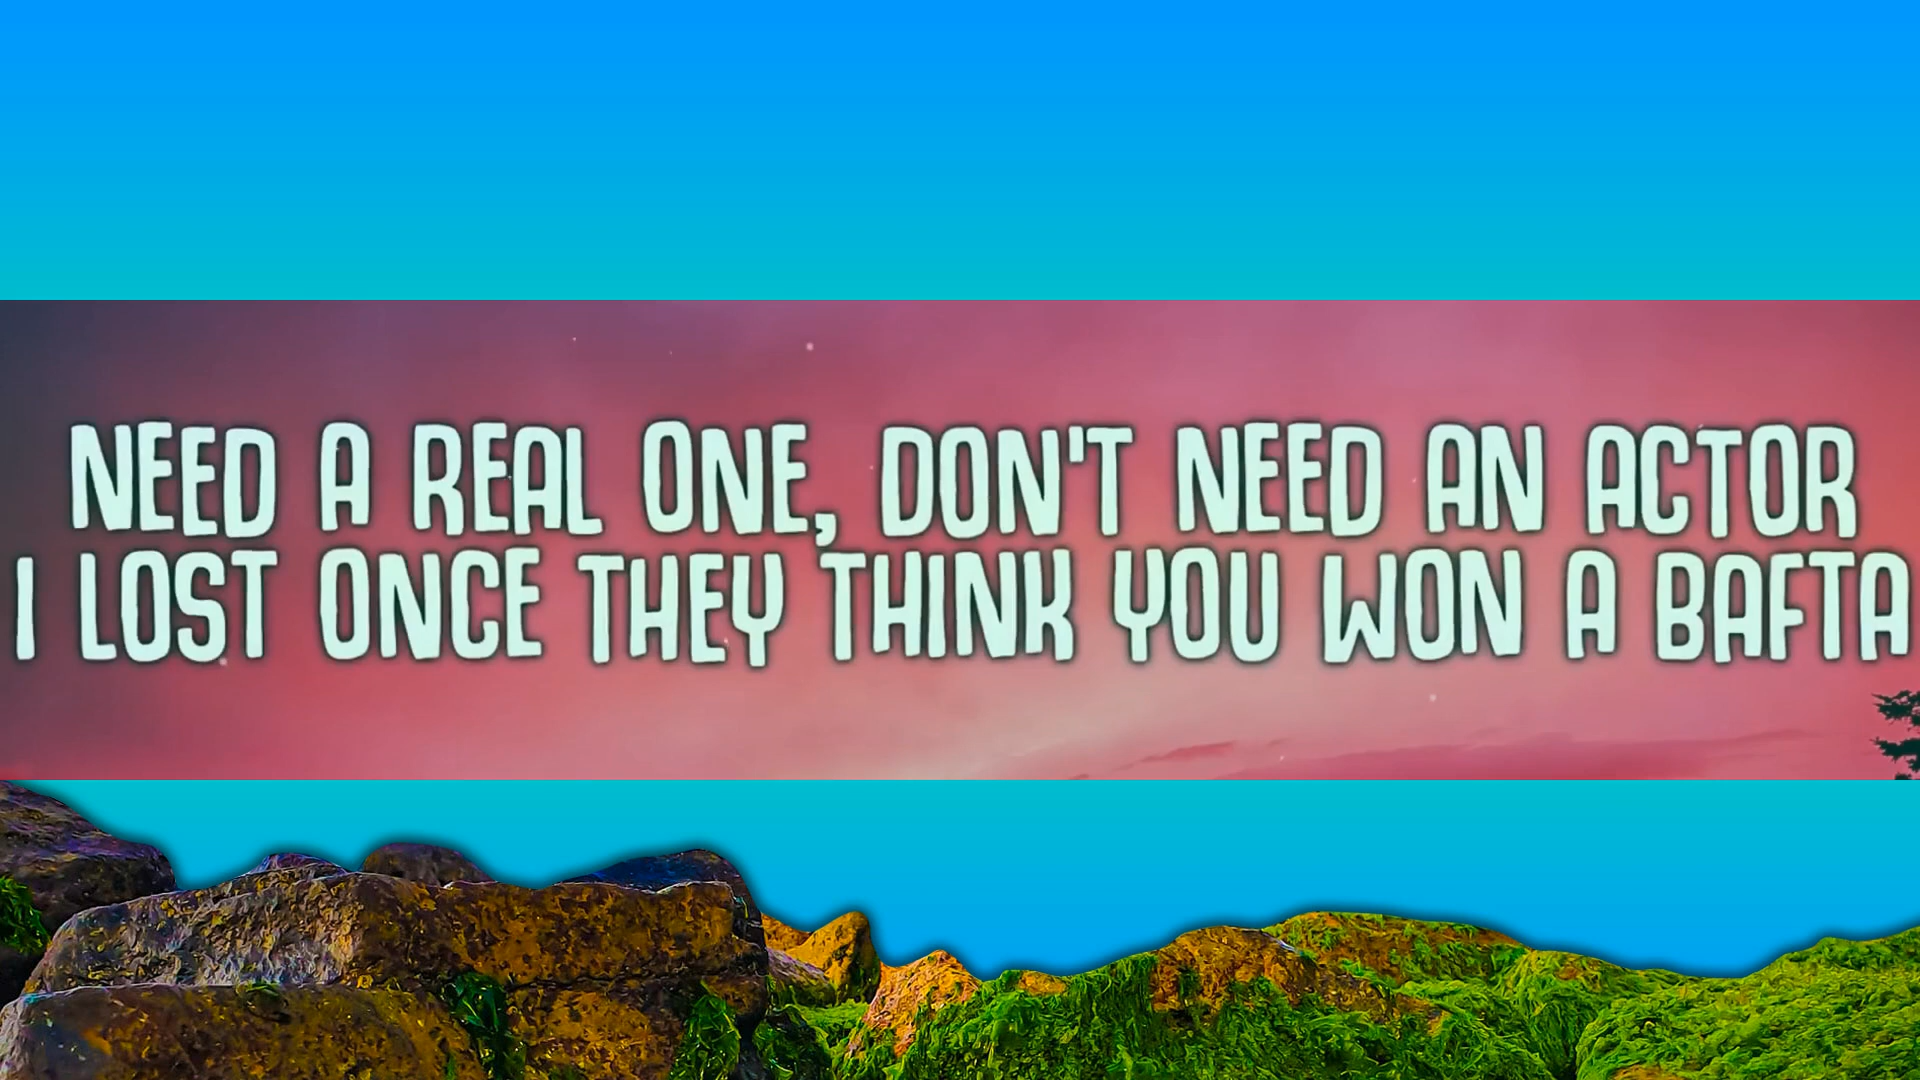 NEED A REAL ONE, DON'T NEED AN ACTOR
I LOST ONCE THEY THINK YOU WON A BAFTA